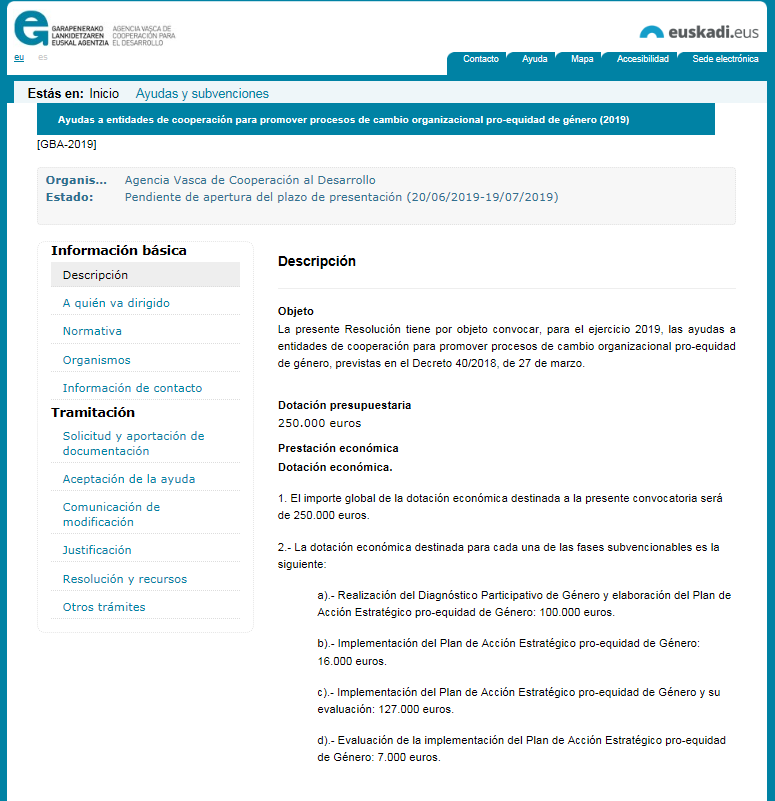 GARAPENERAKO
LANKIDETZAREN
EUSKAL AGENTZIA
AGENCIA VASCA DE
COOPERACIÓN PARA
EL DESARROLLO
euskadi.eus
eu es
Contacto Ayuda Mapa Accesibilidad Sede electrónica
Estás en: Inicio Ayudas y subvenciones
Ayudas a entidades de cooperación para promover procesos de cambio organizacional pro-equidad de género (2019)
[GBA-2019]
Organis... Agencia Vasca de Cooperación al Desarrollo
Estado: Pendiente de apertura del plazo de presentación (20/06/2019-19/07/2019)
Información básica
Descripción
A quién va dirigido
Normativa
Organismos
Información de contacto
Tramitación
Solicitud y aportación de
documentación
Aceptación de la ayuda
Comunicación de
modificación
Justificación
Resolución y recursos
Otros trámites
Descripción
Objeto
La presente Resolución tiene por objeto convocar, para el ejercicio 2019, las ayudas a
entidades de cooperación para promover procesos de cambio organizacional pro-equidad
de género, previstas en el Decreto 40/2018, de 27 de marzo.
Dotación presupuestaria
250.000 euros
Prestación económica
Dotación económica.
1. El importe global de la dotación económica destinada a la presente convocatoria será
de 250.000 euros.
2.- La dotación económica destinada para cada una de las fases subvencionables es la
siguiente:
a).- Realización del Diagnóstico Participativo de Género y elaboración del Plan de
Acción Estratégico pro-equidad de Género: 100.000 euros.
b).- Implementación del Plan de Acción Estratégico pro-equidad de Género:
16.000 euros.
c).- Implementación del Plan de Acción Estratégico pro-equidad de Género y su
evaluación: 127.000 euros.
d).- Evaluación de la implementación del Plan de Acción Estratégico pro-equidad
de Género: 7.000 euros.